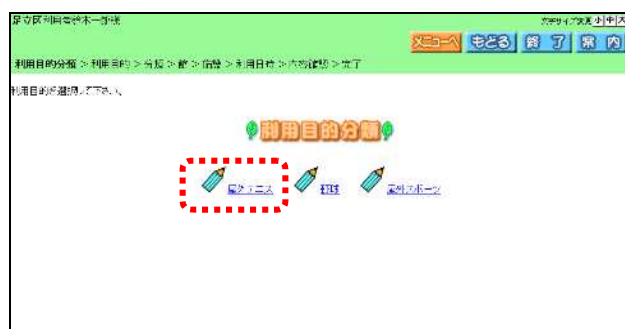 足立区利用者鈴木一郎様
文字サイズ変更 小 中 大
メニューへ もどる 終了 案内
利用目的分類 > 利用目的 > 分類 > 館 > 施設 > 利用日時 > 内容確認 > 完了
利用目的を選択して下さい。
利用目的分類
屋外テニス 野球 屋外スポーツ